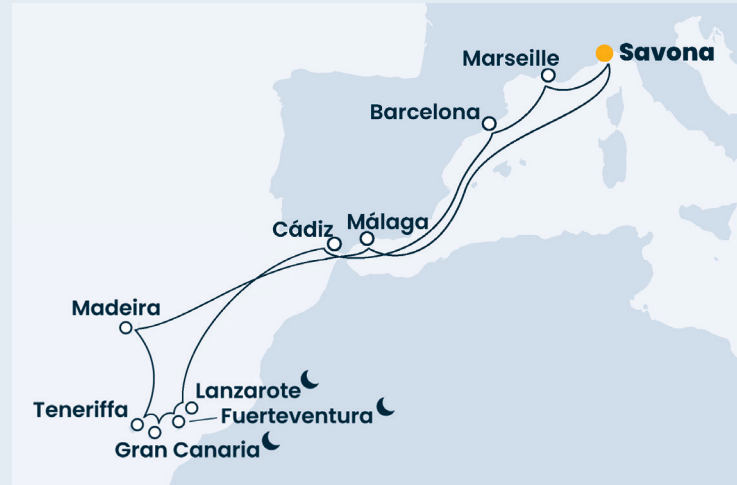 Savona
Marseille
Barcelona
Málaga
Cádiz
Madeira
Lanzarote
Teneriffa
Fuerteventura
Gran Canaria